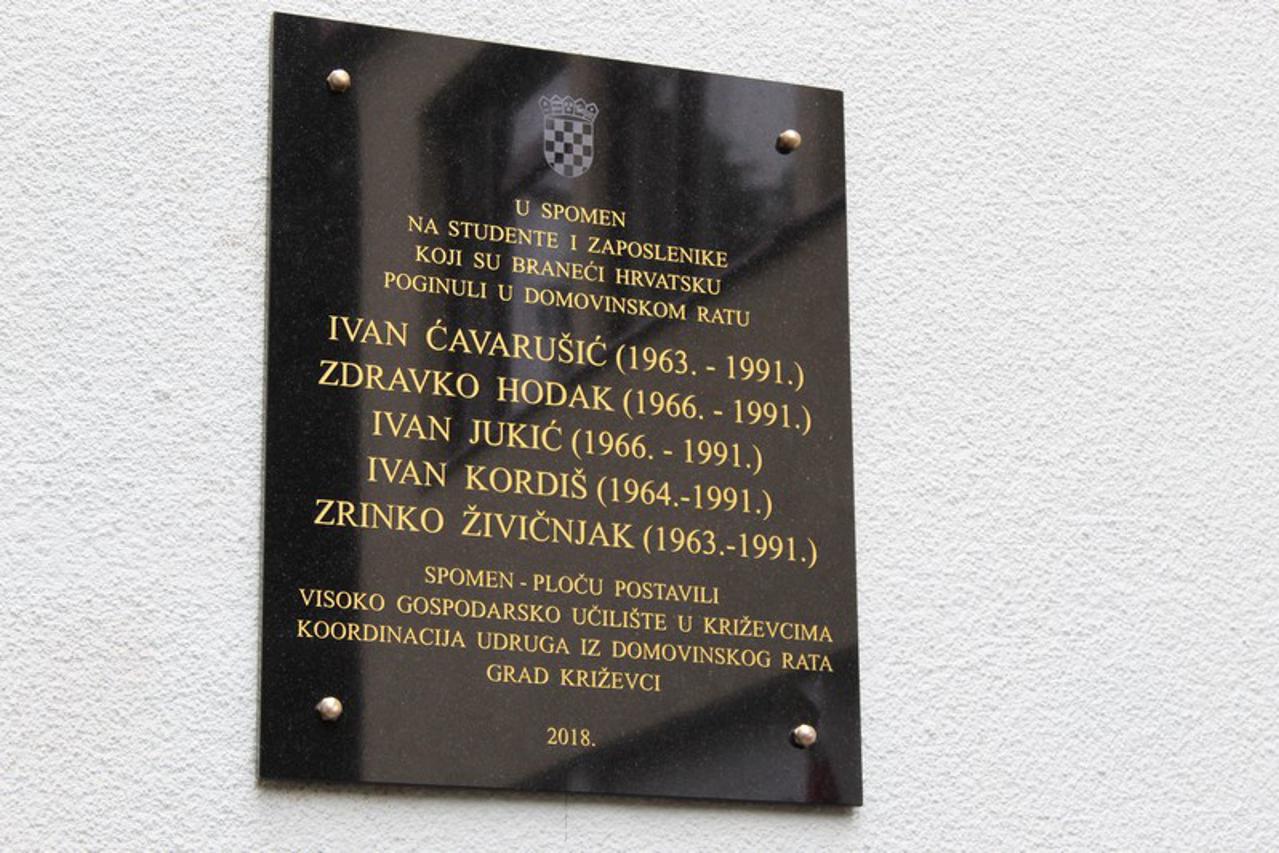 U SPOMEN
NA STUDENTE I ZAPOSLENIKE
KOJI SU BRANEĆI HRVATSKU
POGINULI U DOMOVINSKOM RATU
IVAN ĆAVARUŠIĆ (1963. - 1991.)
ZDRAVKO HODAK (1966. - 1991.)
IVAN JUKIĆ (1966. - 1991.)
IVAN KORDIŠ (1964.-1991.)
ZRINKO ŽIVIČNJAK (1963.-1991.)
SPOMEN - PLOČU POSTAVILI
VISOKO GOSPODARSKO UČILIŠTE U KRIŽEVCIMA
KOORDINACIJA UDRUGA IZ DOMOVINSKOG RATA
GRAD KRIŽEVCI
2018.